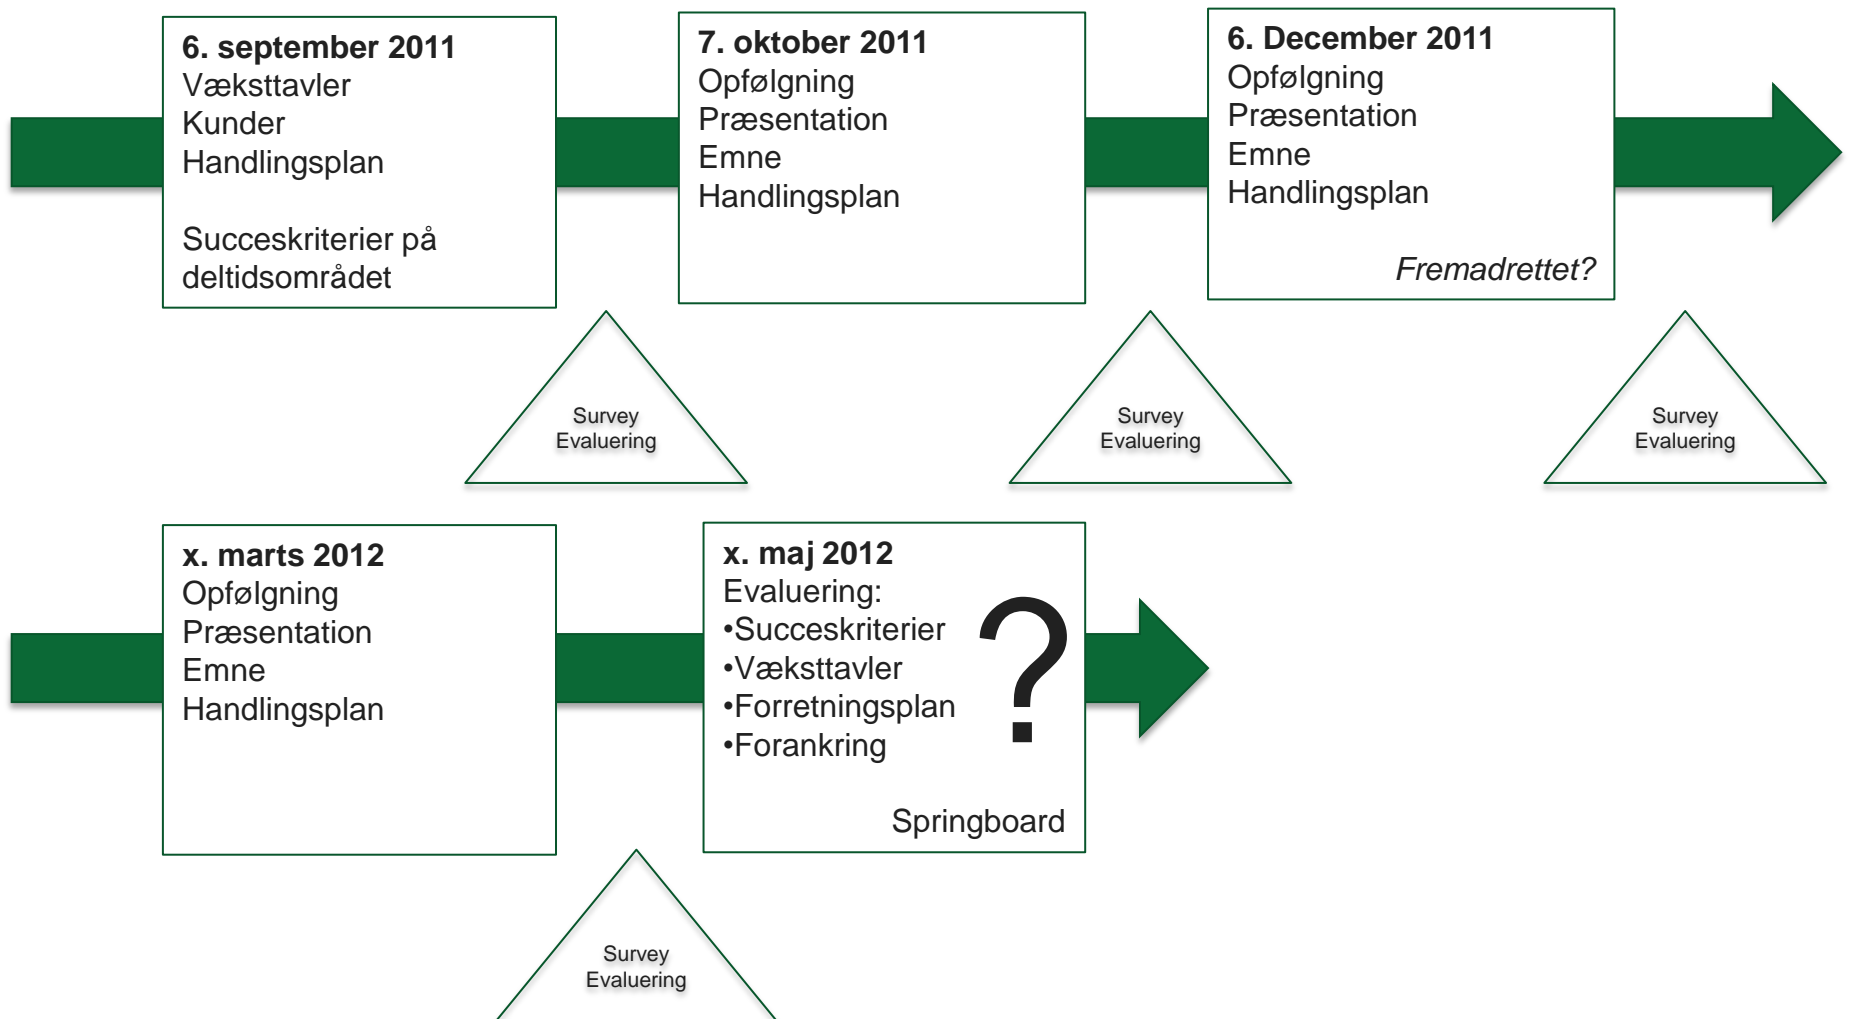 6. september 2011
Væksttavler
Kunder
Handlingsplan
Succeskriterier på
deltidsområdet
7. oktober 2011
Opfølgning
Præsentation
Emne
Handlingsplan
6. December 2011
Opfølgning
Præsentation
Emne
Handlingsplan
Fremadrettet?
Survey
Evaluering
Survey
Evaluering
Survey
Evaluering
x. marts 2012
Opfølgning
Præsentation
Emne
Handlingsplan
x. maj 2012
Evaluering:
•Succeskriterier
•Væksttavler
•Forretningsplan
•Forankring
?
Springboard
Survey
Evaluering